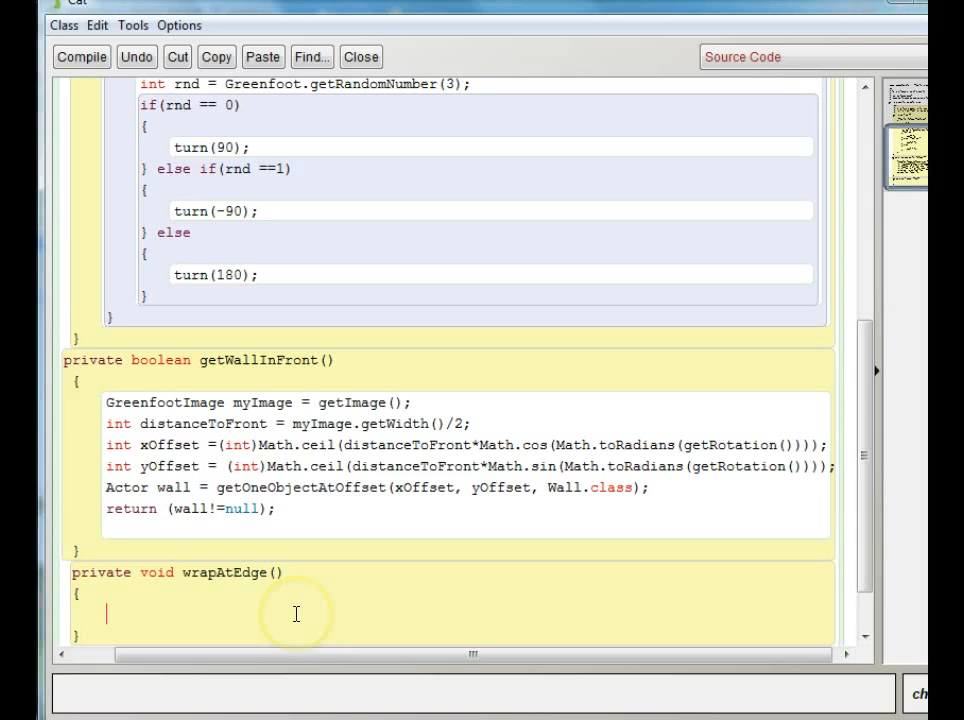 Cat
Class Edit Tools Options
Compile Undo Cut Copy Paste Find... Close Source Code
int rnd = Greenfoot.getRandomNumber(3);
if(rnd == 0)
{
turn(90);
} else if(rnd ==1)
{
turn(-90);
} else
{
turn(180);
}
}
}
private boolean getWallInFront()
{
GreenfootImage myImage = getImage();
int distanceToFront = myImage.getWidth()/2;
int xOffset =(int)Math.ceil(distanceToFront*Math.cos(Math.toRadians(getRotation())));
int yOffset = (int)Math.ceil(distanceToFront*Math.sin(Math.toRadians(getRotation())));
Actor wall = getOneObjectAtOffset(xOffset, yOffset, Wall.class);
return (wall!=null);
}
private void wrapAtEdge()
{
}
ch